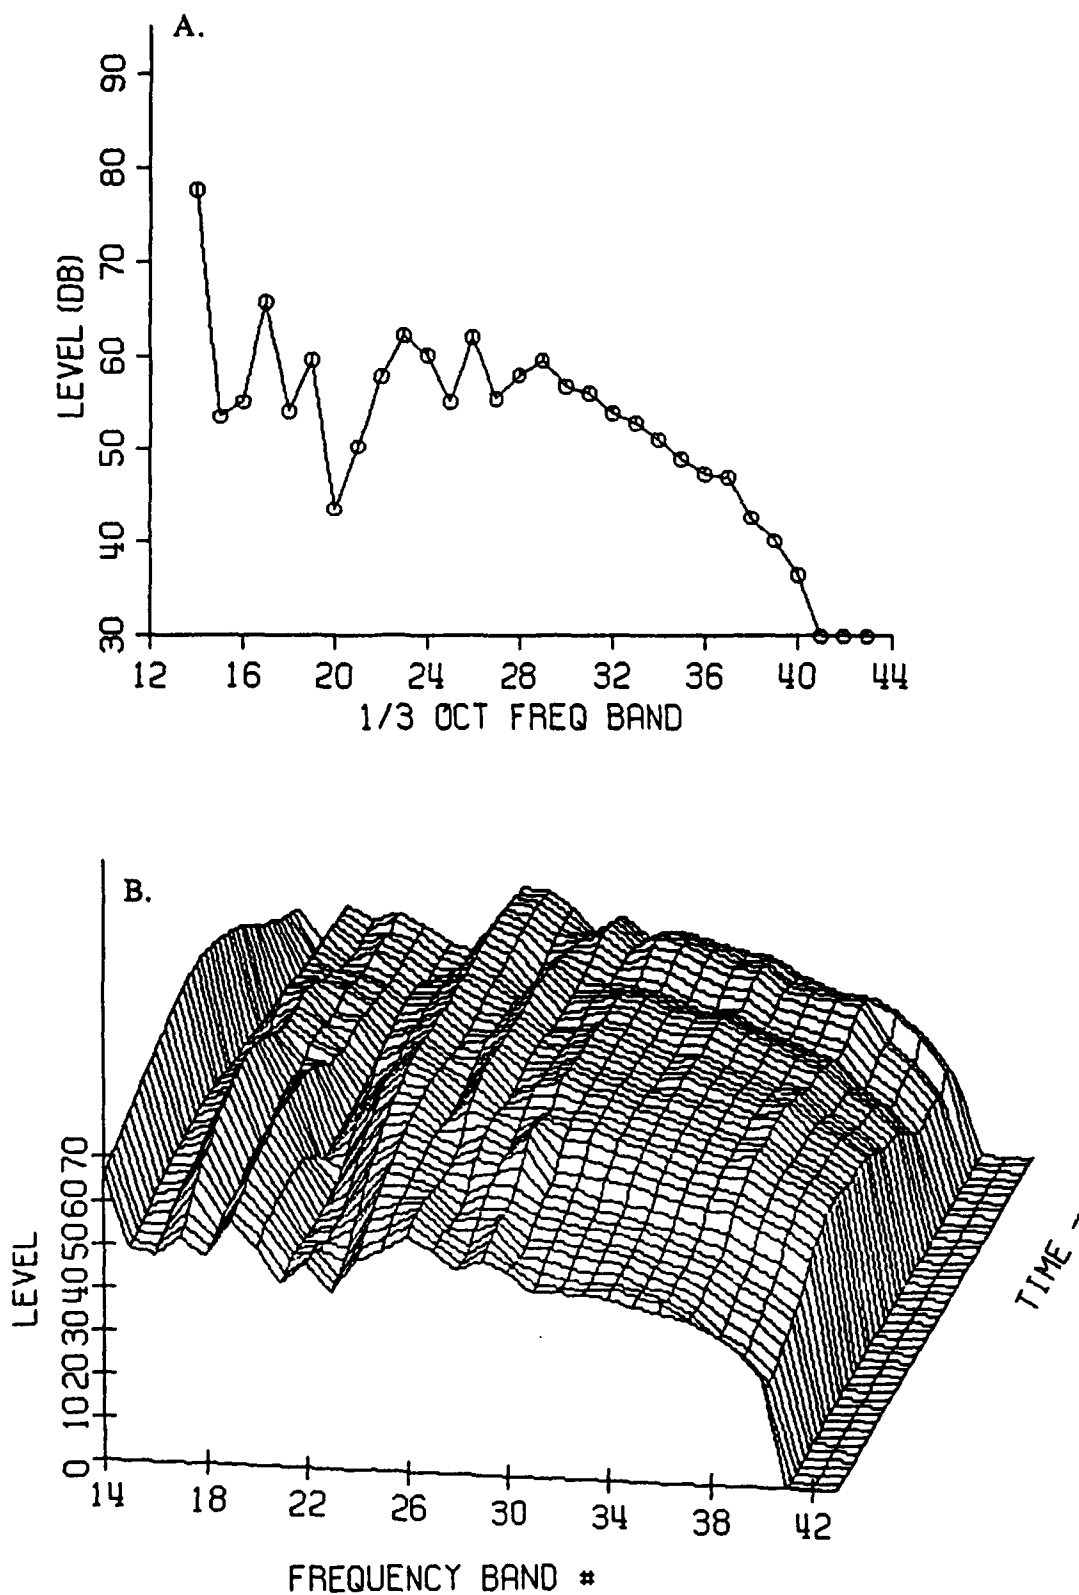 A.
90
80
70
60
50
40
30
LEVEL (DB)
12 16 20 24 28 32 36 40 44
1/3 OCT FREQ BAND
B.
70
60
50
40
30
20
10
0
LEVEL
14 18 22 26 30 34 38 42
FREQUENCY BAND #
TIME